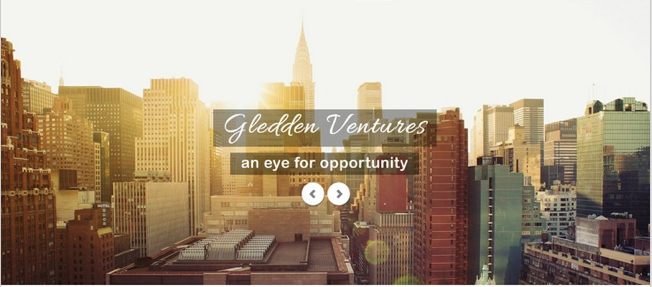 Gledden Ventures
an eye for opportunity